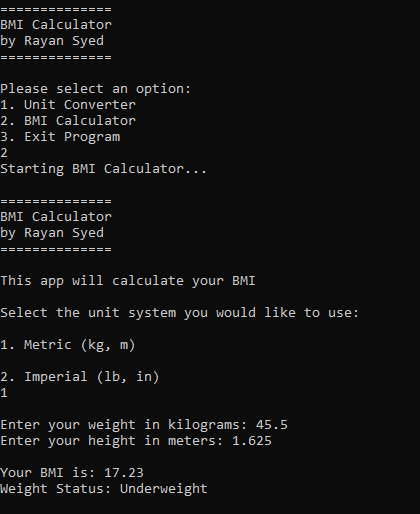 ==============
BMI Calculator
by Rayan Syed
==============
Please select an option:
1. Unit Converter
2. BMI Calculator
3. Exit Program
2
Starting BMI Calculator...
==============
BMI Calculator
by Rayan Syed
==============
This app will calculate your BMI
Select the unit system you would like to use:
1. Metric (kg, m)
2. Imperial (lb, in)
1
Enter your weight in kilograms: 45.5
Enter your height in meters: 1.625
Your BMI is: 17.23
Weight Status: Underweight